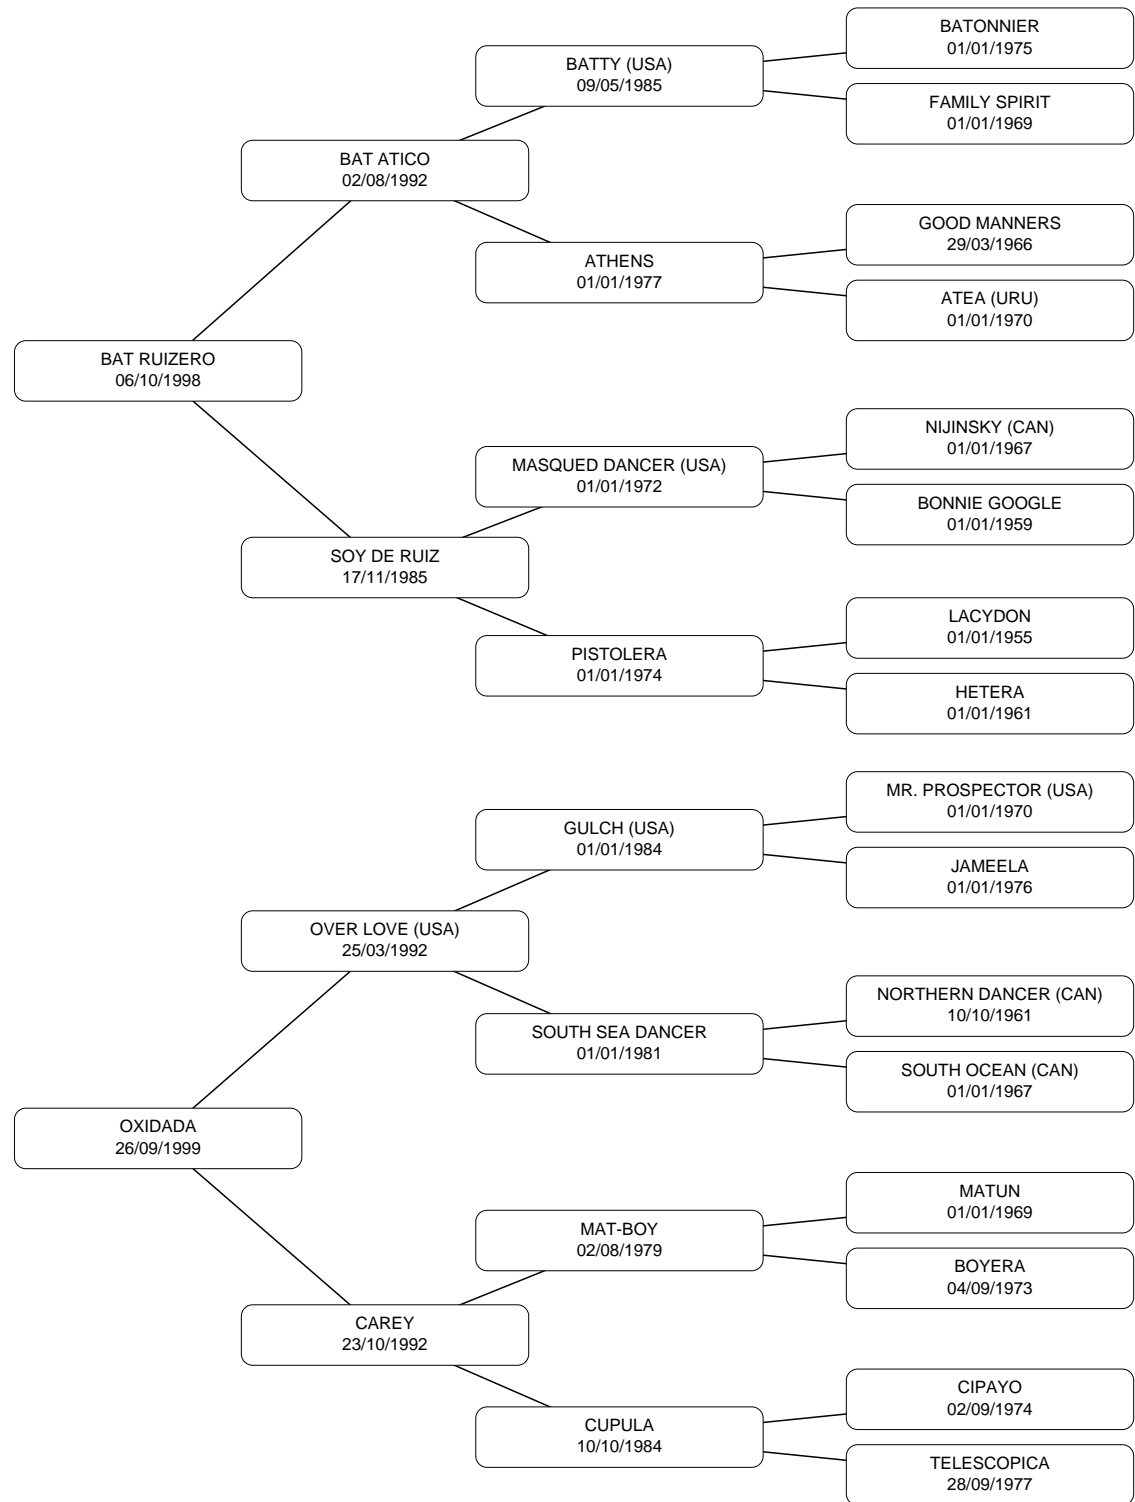 BATONNIER
01/01/1975
BATTY (USA)
09/05/1985
FAMILY SPIRIT
01/01/1969
BAT ATICO
02/08/1992
GOOD MANNERS
29/03/1966
ATHENS
01/01/1977
ATEA (URU)
01/01/1970
BAT RUIZERO
06/10/1998
NIJINSKY (CAN)
01/01/1967
MASQUED DANCER (USA)
01/01/1972
BONNIE GOOGLE
01/01/1959
SOY DE RUIZ
17/11/1985
LACYDON
01/01/1955
PISTOLERA
01/01/1974
HETERA
01/01/1961
MR. PROSPECTOR (USA)
01/01/1970
GULCH (USA)
01/01/1984
JAMEELA
01/01/1976
OVER LOVE (USA)
25/03/1992
NORTHERN DANCER (CAN)
10/10/1961
SOUTH SEA DANCER
01/01/1981
SOUTH OCEAN (CAN)
01/01/1967
OXIDADA
26/09/1999
MATUN
01/01/1969
MAT-BOY
02/08/1979
BOYERA
04/09/1973
CAREY
23/10/1992
CIPAYO
02/09/1974
CUPULA
10/10/1984
TELESCOPICA
28/09/1977